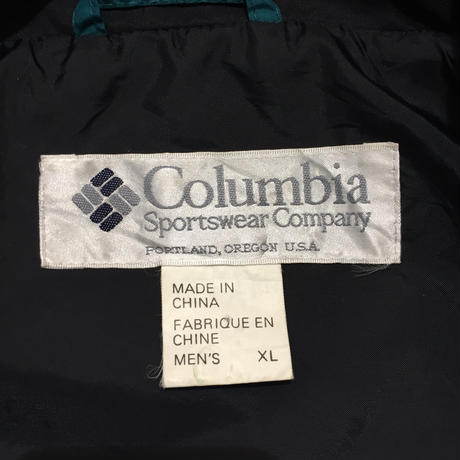 Columbia
Sportswear Company
PORTLAND, OREGON U.S.A.
MADE IN
CHINA
FABRIQUE EN
CHINE
MEN'S XL